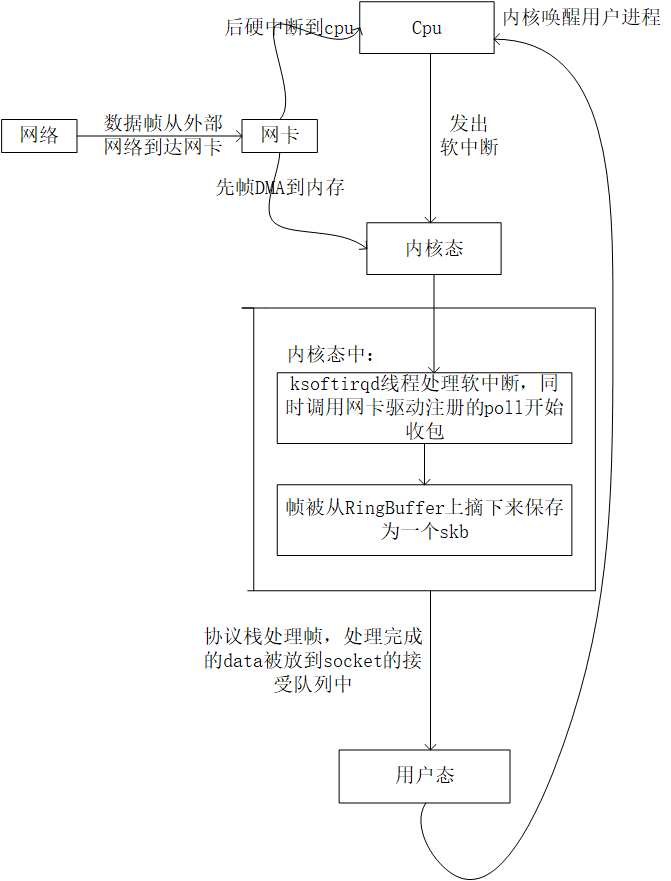 后硬中断到cpu
Cpu
内核唤醒用户进程
网络
数据帧从外部
网络到达网卡
网卡
发出
软中断
先帧DMA到内存
内核态
内核态中:
ksoftirqd线程处理软中断，同
时调用网卡驱动注册的poll开始
收包
帧被从RingBuffer上摘下来保存
为一个skb
协议栈处理帧，处理完成
的data被放到socket的接
受队列中
用户态